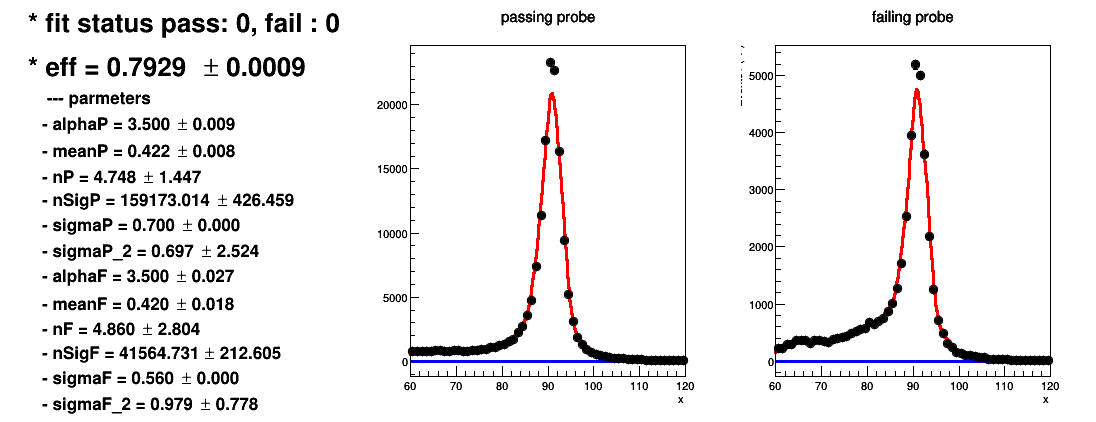 * fit status pass: 0, fail : 0
* eff = 0.7929 ± 0.0009
--- parmeters
- alphaP = 3.500 ± 0.009
- meanP = 0.422 ± 0.008
- nP = 4.748 ± 1.447
- nSigP = 159173.014 ± 426.459
- sigmaP = 0.700 ± 0.000
- sigmaP_2 = 0.697 ± 2.524
- alphaF = 3.500 ± 0.027
- meanF = 0.420 ± 0.018
- nF = 4.860 ± 2.804
- nSigF = 41564.731 ± 212.605
- sigmaF = 0.560 ± 0.000
- sigmaF_2 = 0.979 ± 0.778
passing probe
20000
15000
10000
5000
0
60 70 80 90 100 110 120
x
failing probe
5000
4000
3000
2000
1000
0
60 70 80 90 100 110 120
x